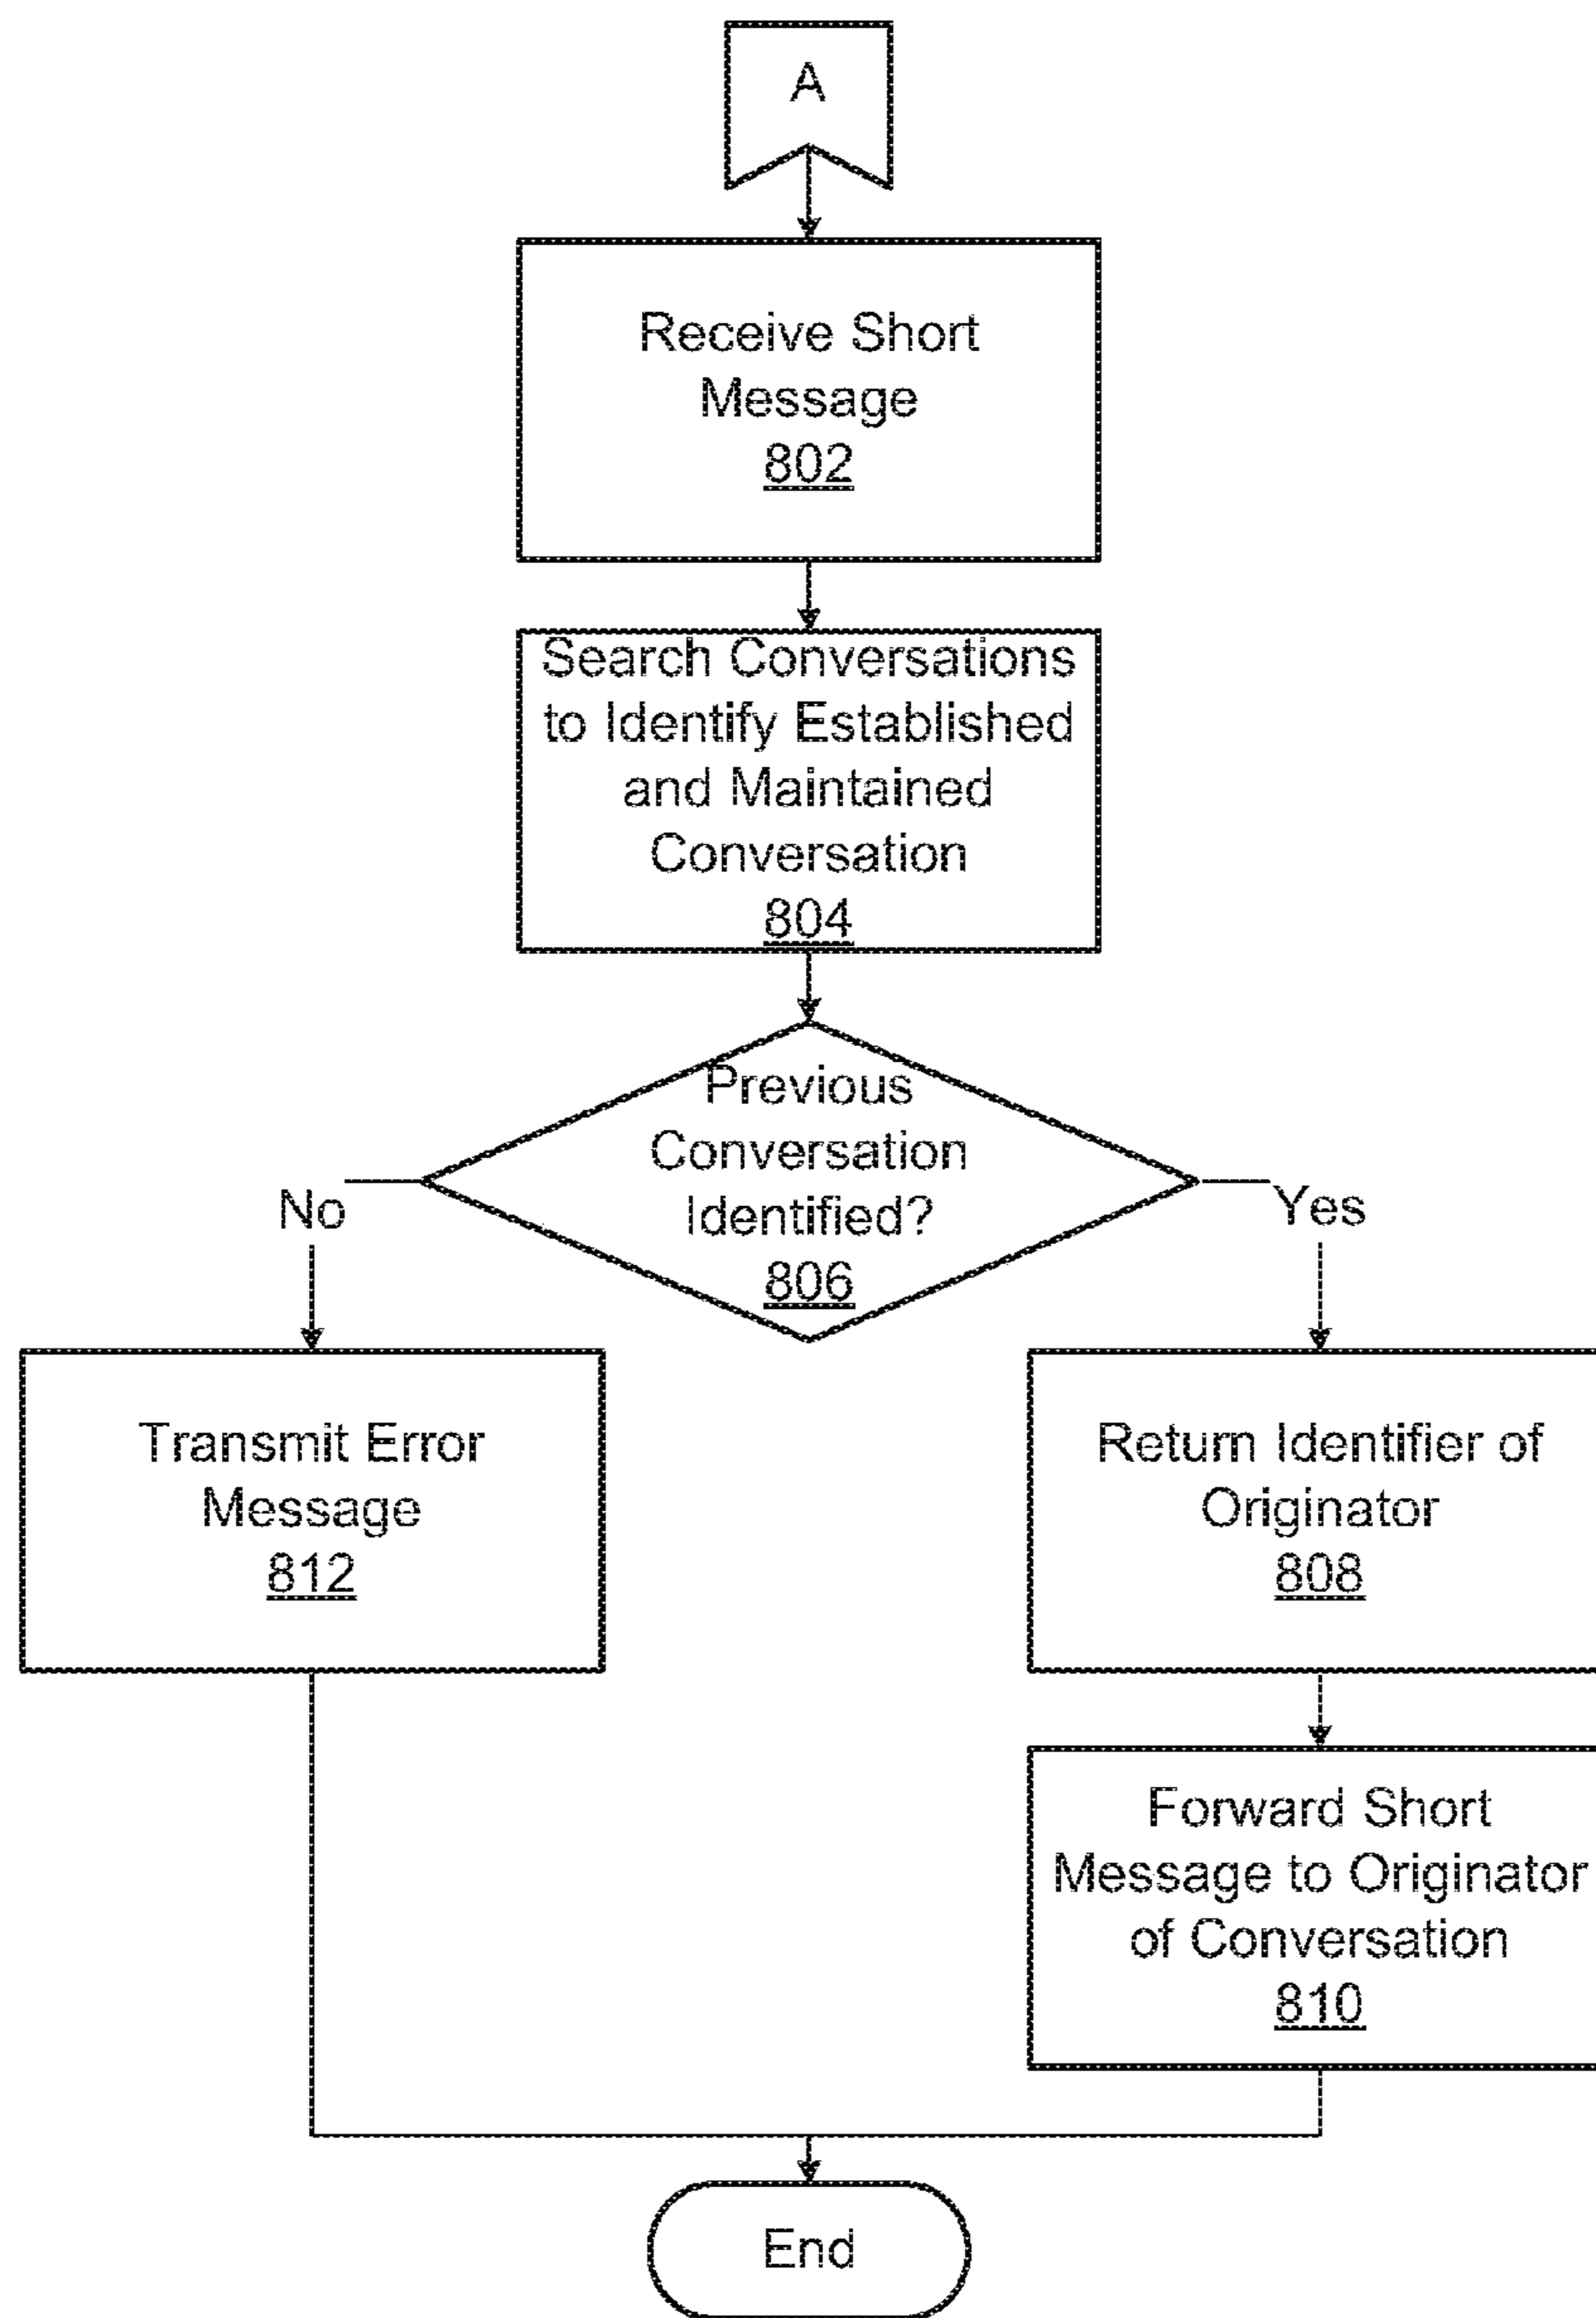 A
Receive Short
Message
802
Search Conversations
to Identify Established
and Maintained
Conversation
804
Previous
Conversation
Identified?
806
No
Yes
Transmit Error
Message
812
Return Identifier of
Originator
808
Forward Short
Message to Originator
of Conversation
810
End